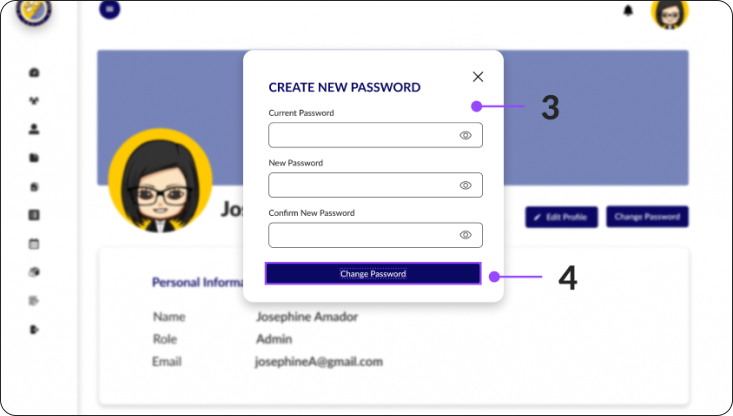 CREATE NEW PASSWORD
Current Password
3
New Password
Confirm New Password
Edit Profile
Change Password
Change Password
4
Personal Informa
Name
Josephine Amador
Role
Admin
Email
josephineA@gmail.com